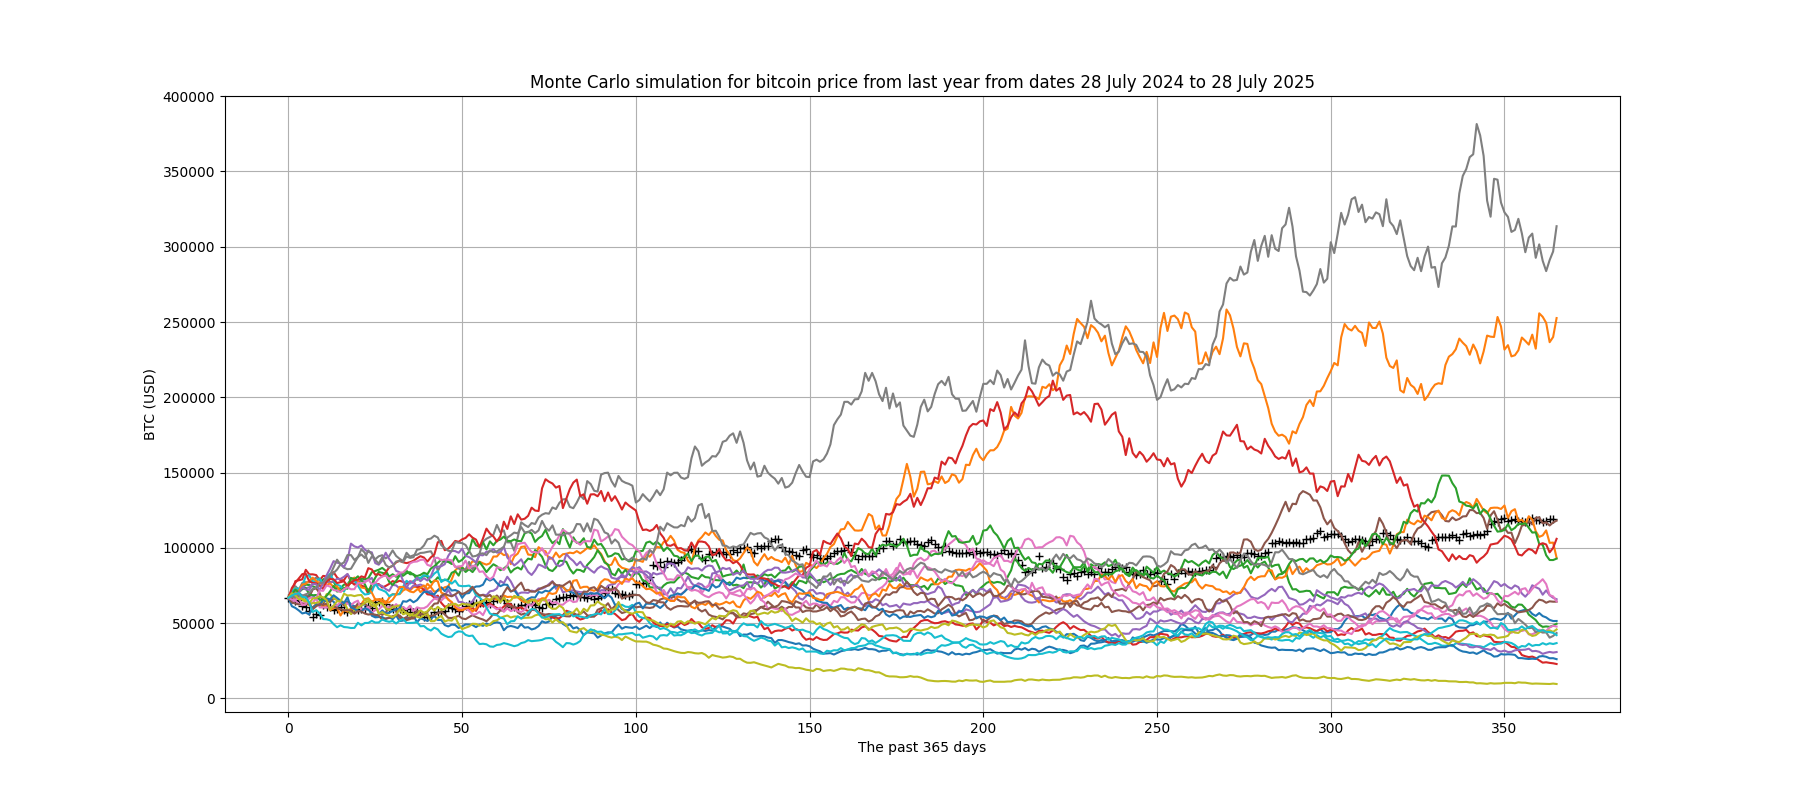 Monte Carlo simulation for bitcoin price from last year from dates 28 July 2024 to 28 July 2025
400000
350000
300000
250000
200000
150000
100000
50000
0
BTC (USD)
0 50 100 150 200 250 300 350
The past 365 days